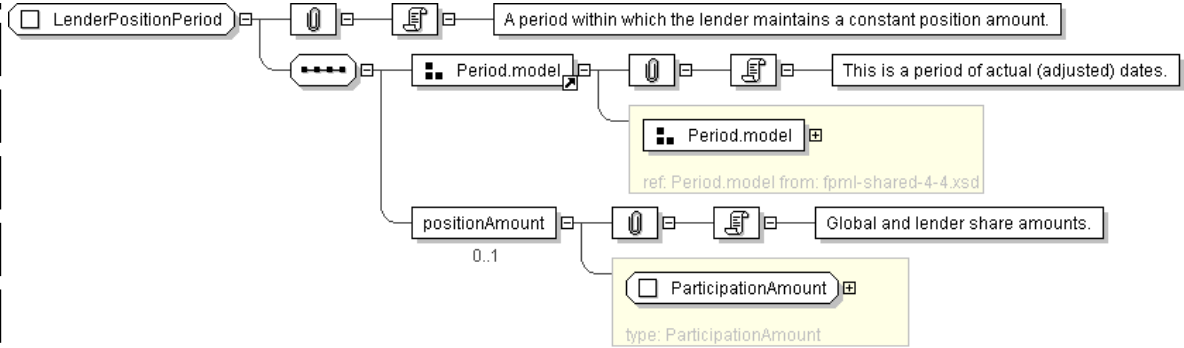 LenderPositionPeriod
A period within which the lender maintains a constant position amount.
Period.model
This is a period of actual (adjusted) dates.
Period.model
ref: Period.model from: fpml-shared-4-4.xsd
positionAmount
Global and lender share amounts.
0..1
ParticipationAmount
type: ParticipationAmount